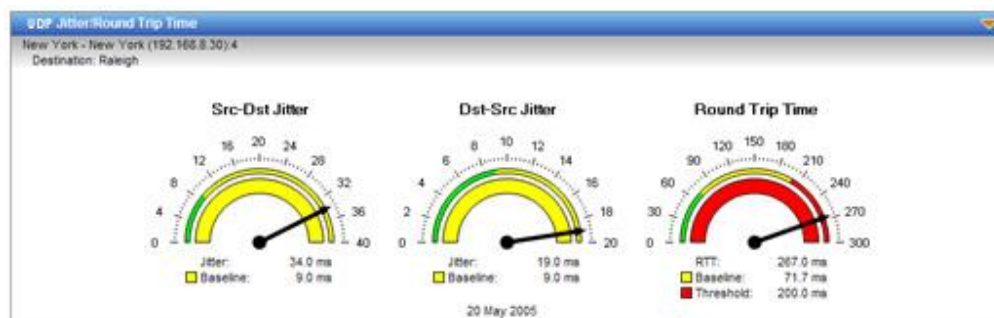 UDP Jitter/Round Trip Time
New York - New York (192.168.8.30):4
Destination: Raleigh
Src-Dst Jitter
0 4 8 12 16 20 24 28 32 36 40
Jitter: 34.0 ms
Baseline: 9.0 ms
Dst-Src Jitter
0 2 4 6 8 10 12 14 16 18 20
Jitter: 19.0 ms
Baseline: 9.0 ms
Round Trip Time
0 30 60 90 120 150 180 210 240 270 300
RTT: 267.0 ms
Baseline: 71.7 ms
Threshold: 200.0 ms
20 May 2005